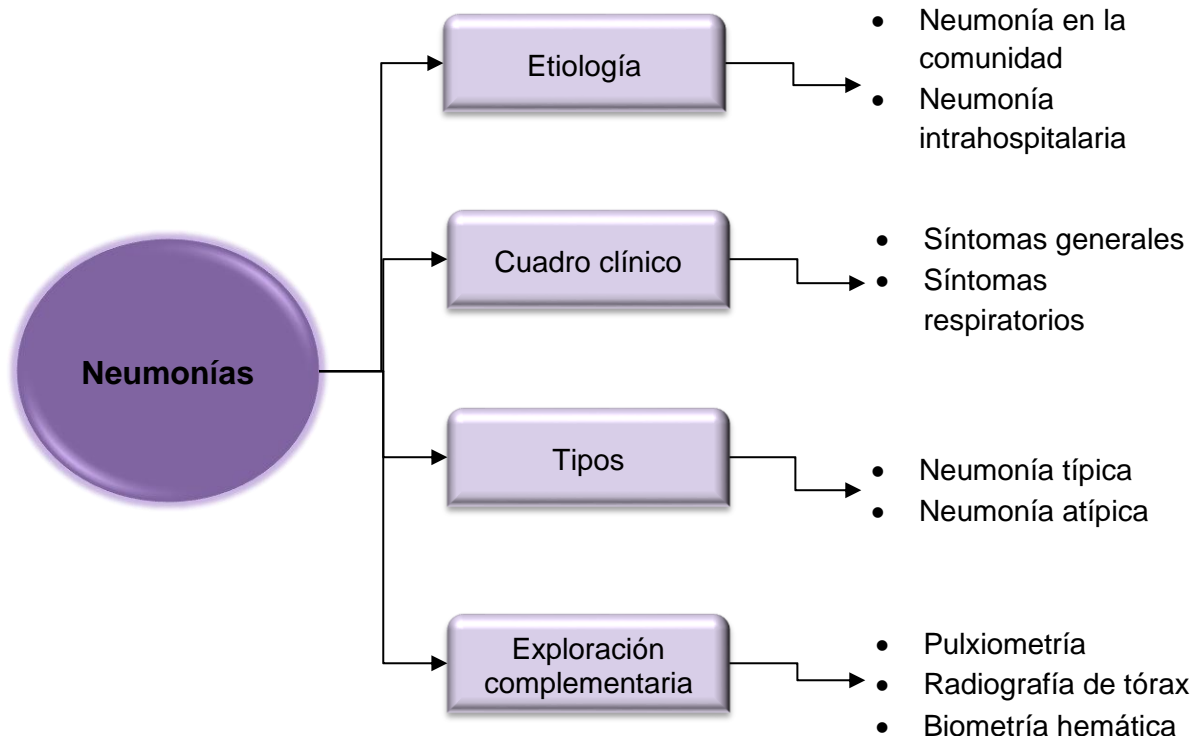 Neumonías
Etiología
• Neumonía en la
comunidad
• Neumonía
intrahospitalaria
Cuadro clínico
• Síntomas generales
• Síntomas
respiratorios
Tipos
• Neumonía típica
• Neumonía atípica
Exploración
complementaria
• Pulxiometría
• Radiografía de tórax
• Biometría hemática